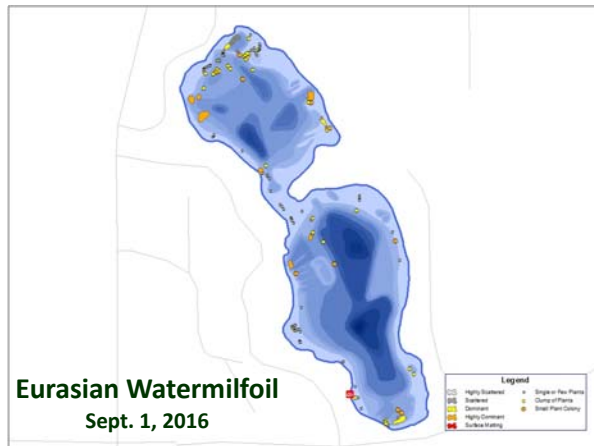 Eurasian Watermilfoil
Sept. 1, 2016
Legend
Highly Scattered
Scattered
Dominant
Highly Dominant
Surface Matting
Single or Few Plants
Clump of Plants
Small Plant Colony